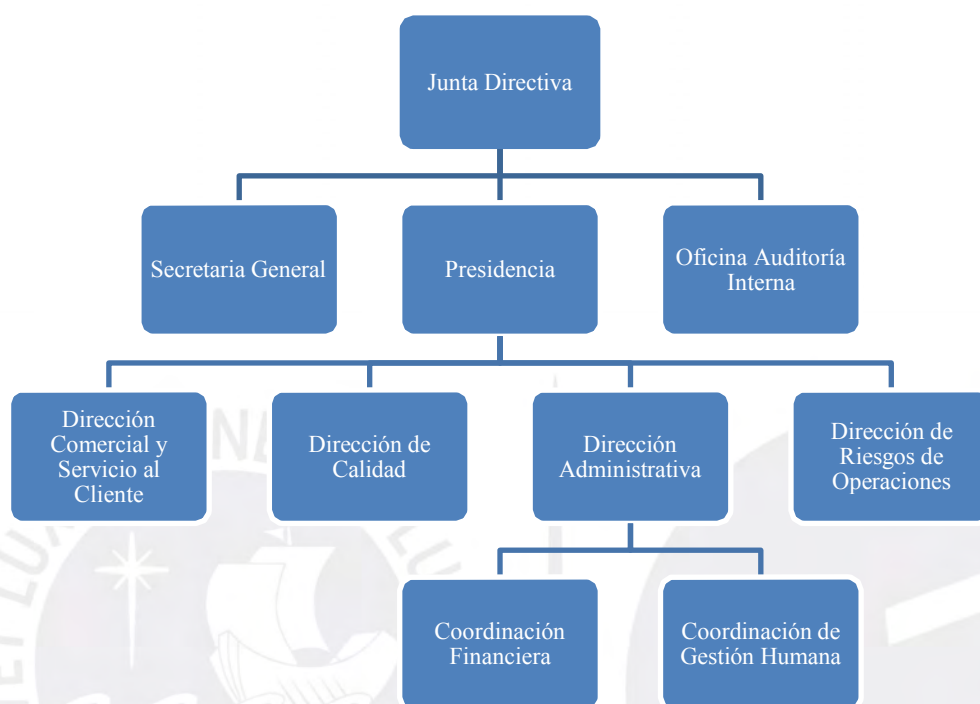 Junta Directiva
Secretaria General
Presidencia
Oficina Auditoría
Interna
Dirección
Comercial y
Servicio al
Cliente
Dirección de
Calidad
Dirección
Administrativa
Dirección de
Riesgos de
Operaciones
Coordinación
Financiera
Coordinación de
Gestión Humana